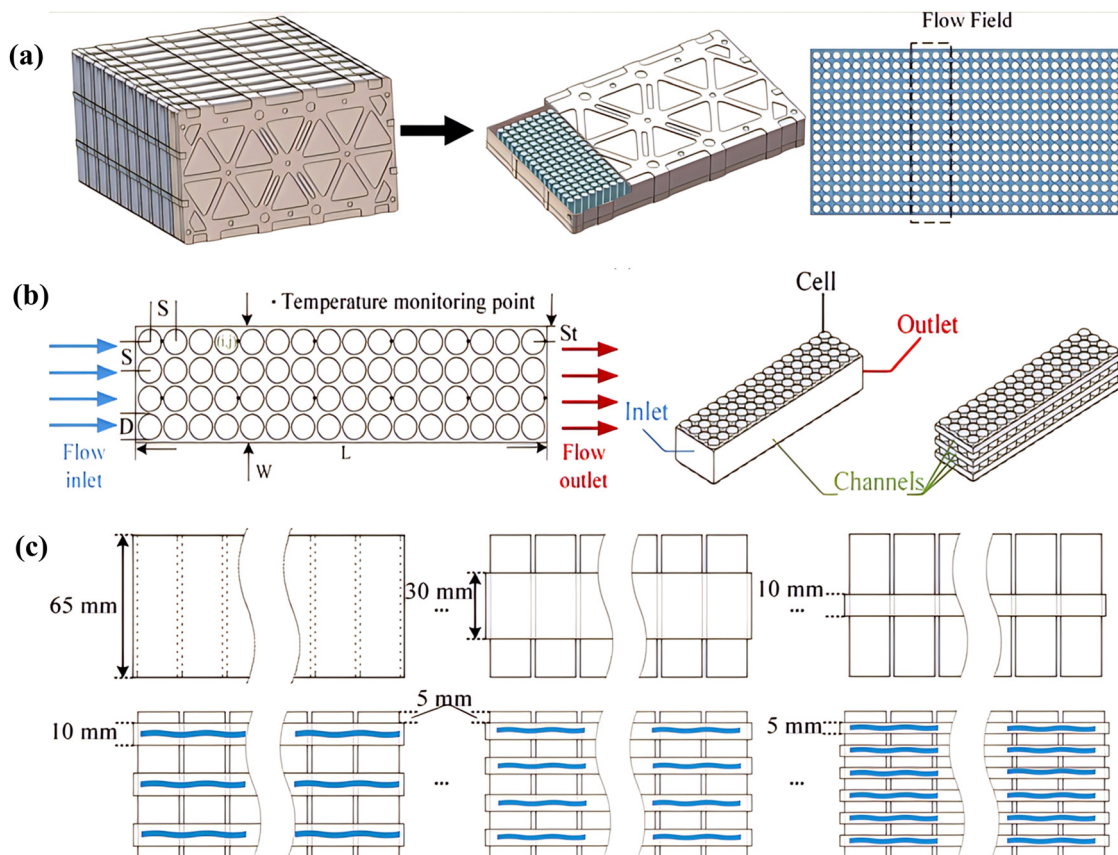 Flow Field
(a)
(b)
S
· Temperature monitoring point
St
Cell
Outlet
(i,j)
S
Inlet
D
Flow
inlet
L
W
Flow
outlet
Channels
(c)
65 mm
30 mm
...
10 mm
...
5 mm
10 mm
...
5 mm
...